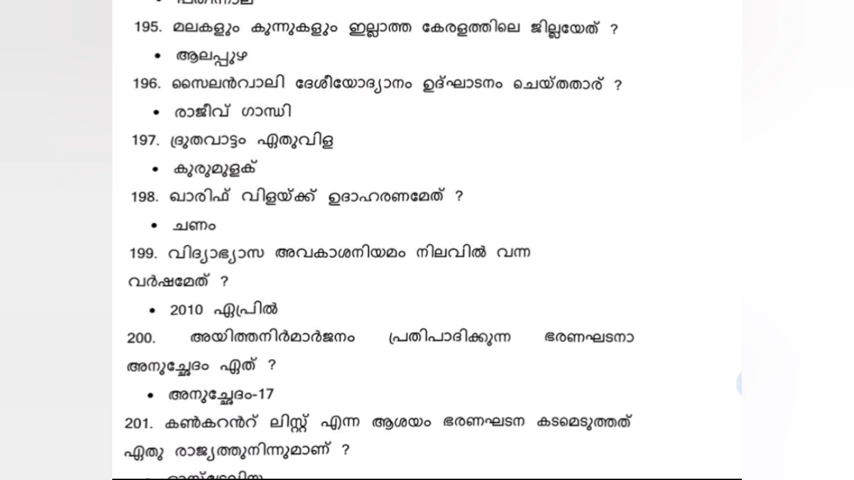 195. മലകളും കുന്നുകളും ഇല്ലാത്ത കേരളത്തിലെ ജില്ലയേത് ?
• ആലപ്പുഴ
196. സൈലൻവാലി ദേശീയോദ്യാനം ഉദ്ഘാടനം ചെയ്തതാര് ?
• രാജീവ് ഗാന്ധി
197. ദ്രുതവാട്ടം ഏതുവിള
• കുരുമുളക്
198. ഖാരിഫ് വിളയ്ക്ക് ഉദാഹരണമേത് ?
• ചണം
199. വിദ്യാഭ്യാസ അവകാശനിയമം നിലവിൽ വന്ന
വർഷമേത് ?
• 2010 ഏപ്രിൽ
200. അയിത്തനിർമാർജനം പ്രതിപാദിക്കുന്ന ഭരണഘടനാ
അനുച്ഛേദം ഏത് ?
• അനുച്ഛേദം-17
201. കൺകറൻറ് ലിസ്റ്റ് എന്ന ആശയം ഭരണഘടന കടമെടുത്തത്
ഏതു രാജ്യത്തുനിന്നുമാണ് ?